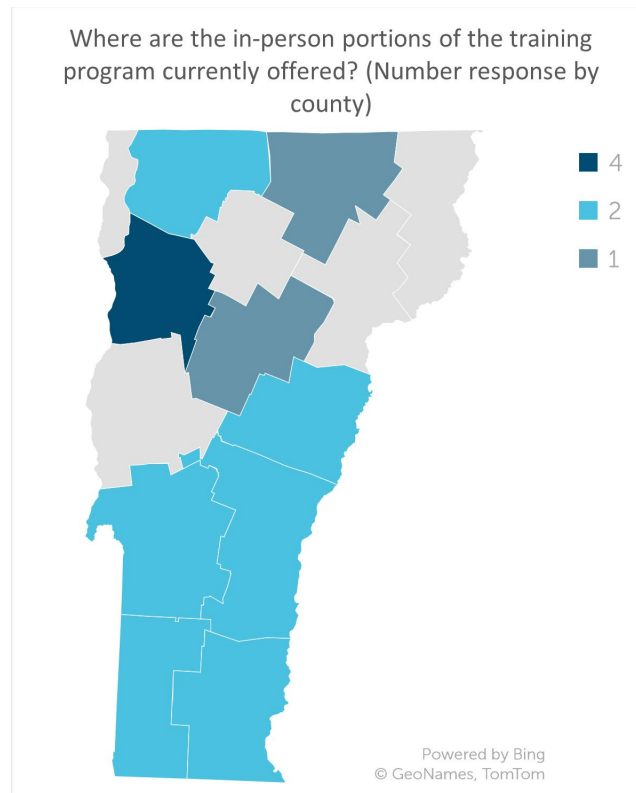 Where are the in-person portions of the training
program currently offered? (Number response by
county)
4
2
1
Powered by Bing
© GeoNames, TomTom